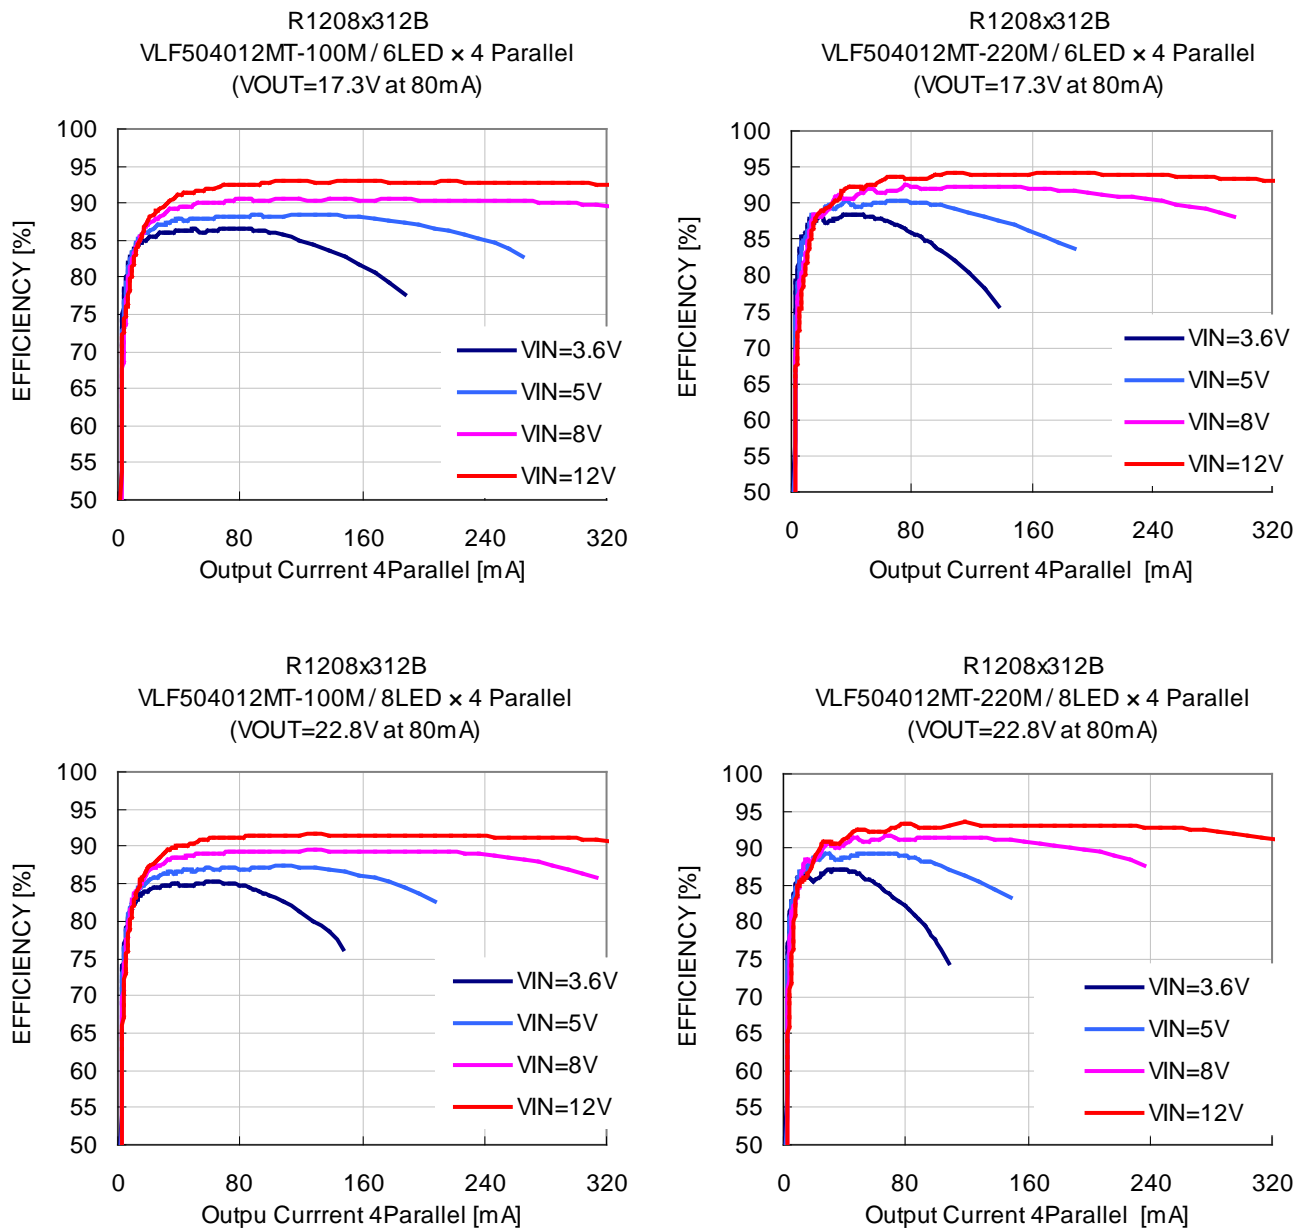 R1208x312B
VLF504012MT-100M / 6LED × 4 Parallel
(VOUT=17.3V at 80mA)
100
95
90
85
80
75
70
65
60
55
50
EFFICIENCY [%]
VIN=3.6V
VIN=5V
VIN=8V
VIN=12V
0 80 160 240 320
Output Currrent 4Parallel [mA]
R1208x312B
VLF504012MT-220M / 6LED × 4 Parallel
(VOUT=17.3V at 80mA)
100
95
90
85
80
75
70
65
60
55
50
EFFICIENCY [%]
VIN=3.6V
VIN=5V
VIN=8V
VIN=12V
0 80 160 240 320
Output Currrent 4Parallel [mA]
R1208x312B
VLF504012MT-100M / 8LED × 4 Parallel
(VOUT=22.8V at 80mA)
100
95
90
85
80
75
70
65
60
55
50
EFFICIENCY [%]
VIN=3.6V
VIN=5V
VIN=8V
VIN=12V
0 80 160 240 320
Outpu Currrent 4Parallel [mA]
R1208x312B
VLF504012MT-220M / 8LED × 4 Parallel
(VOUT=22.8V at 80mA)
100
95
90
85
80
75
70
65
60
55
50
EFFICIENCY [%]
VIN=3.6V
VIN=5V
VIN=8V
VIN=12V
0 80 160 240 320
Output Currrent 4Parallel [mA]